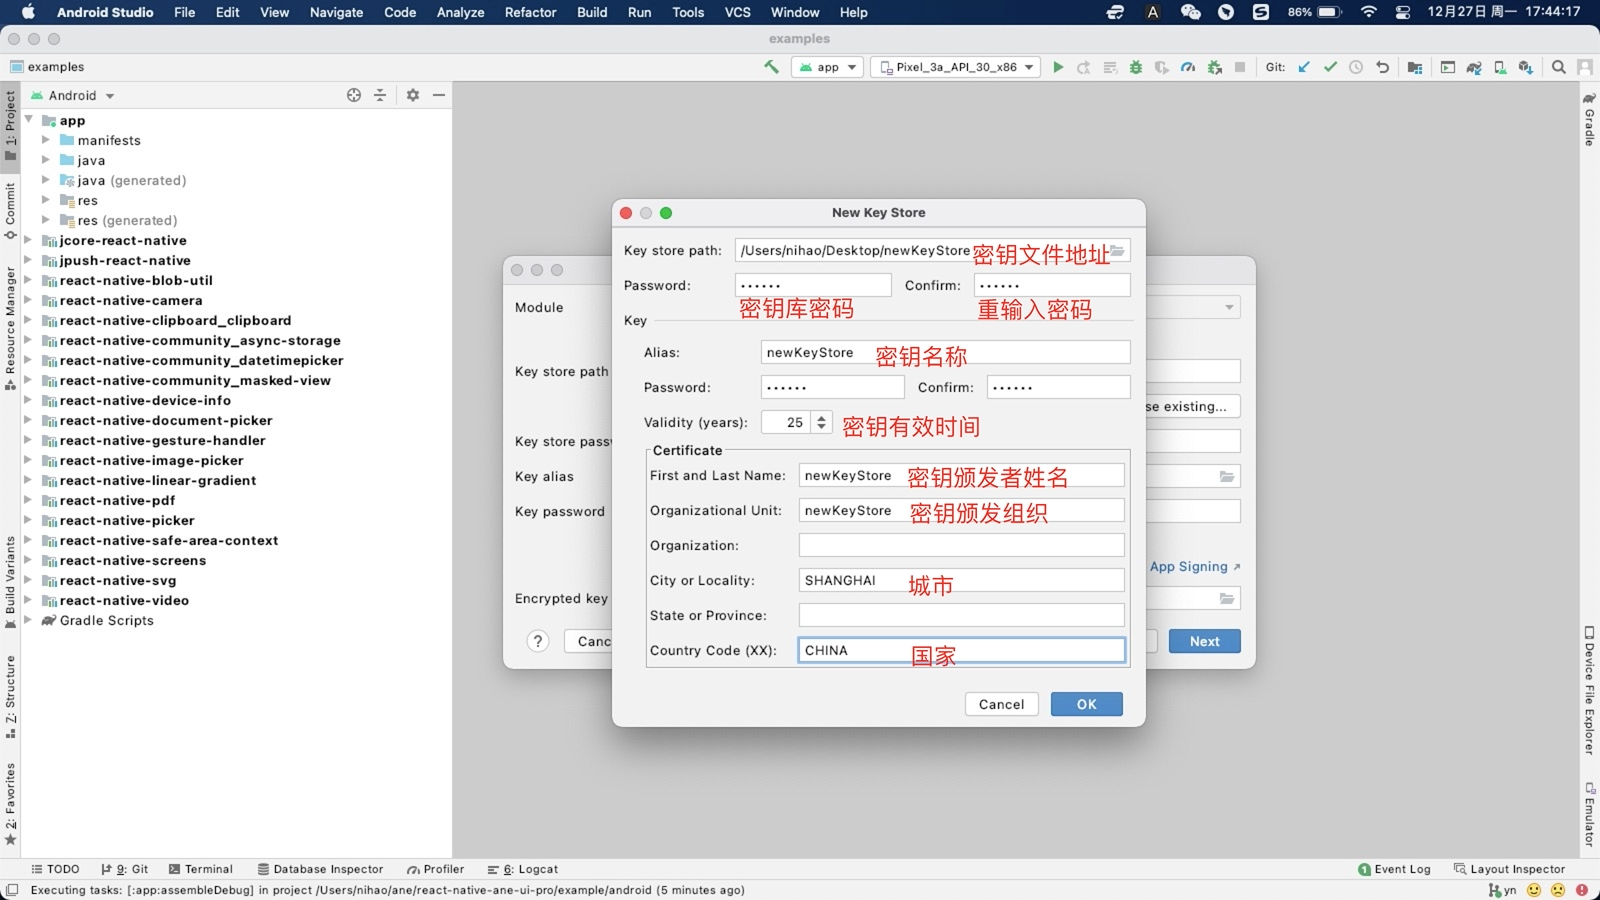 Android Studio File Edit View Navigate Code Analyze Refactor Build Run Tools VCS Window Help A S 86% 12月27日 周一 17:44:17
examples
examples app Pixel_3a_API_30_x86 Git:
1: Project
Commit
Resource Manager
Build Variants
Z: Structure
2: Favorites
Android
app
manifests
java
java (generated)
res
res (generated)
jcore-react-native
jpush-react-native
react-native-blob-util
react-native-camera
react-native-clipboard_clipboard
react-native-community_async-storage
react-native-community_datetimepicker
react-native-community_masked-view
react-native-device-info
react-native-document-picker
react-native-gesture-handler
react-native-image-picker
react-native-linear-gradient
react-native-pdf
react-native-picker
react-native-safe-area-context
react-native-screens
react-native-svg
react-native-video
Gradle Scripts
Module
Key store path
se existing...
Key store passw
Key alias
Key password
App Signing ↗
Encrypted key
? Canc Next
New Key Store
Key store path: /Users/nihao/Desktop/newKeyStore 密钥文件地址
Password: •••••• Confirm: ••••••
密钥库密码 重输入密码
Key
Alias: newKeyStore 密钥名称
Password: •••••• Confirm: ••••••
Validity (years): 25 密钥有效时间
Certificate
First and Last Name: newKeyStore 密钥颁发者姓名
Organizational Unit: newKeyStore 密钥颁发组织
Organization:
City or Locality: SHANGHAI 城市
State or Province:
Country Code (XX): CHINA 国家
Cancel OK
Gradle
Device File Explorer
Emulator
TODO 9: Git Terminal Database Inspector Profiler 6: Logcat 1 Event Log Layout Inspector
Executing tasks: [:app:assembleDebug] in project /Users/nihao/ane/react-native-ane-ui-pro/example/android (5 minutes ago) yn